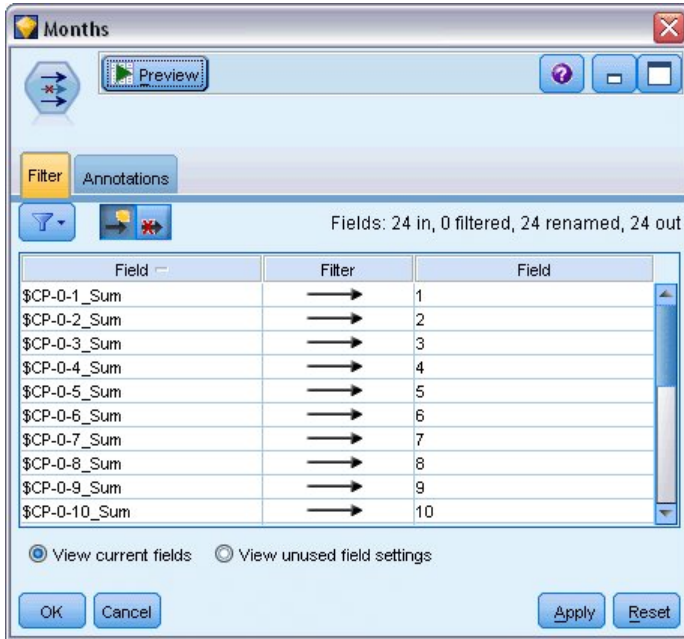 Months
Preview
Filter Annotations
Fields: 24 in, 0 filtered, 24 renamed, 24 out
Field Filter Field
$CP-0-1_Sum 1
$CP-0-2_Sum 2
$CP-0-3_Sum 3
$CP-0-4_Sum 4
$CP-0-5_Sum 5
$CP-0-6_Sum 6
$CP-0-7_Sum 7
$CP-0-8_Sum 8
$CP-0-9_Sum 9
$CP-0-10_Sum 10
View current fields View unused field settings
OK Cancel Apply Reset